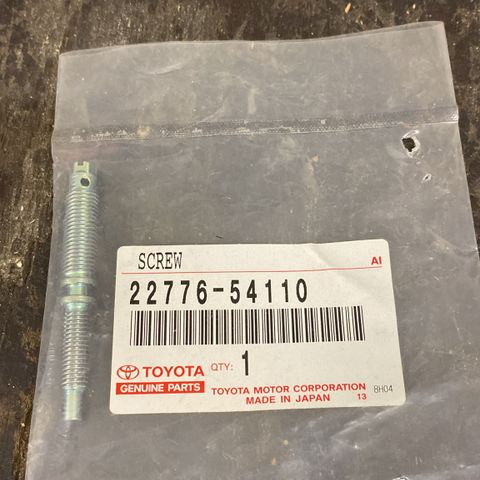 SCREW
AI
22776-54110
TOYOTA QTY: 1
GENUINE PARTS
TOYOTA MOTOR CORPORATION 8H04
MADE IN JAPAN 13